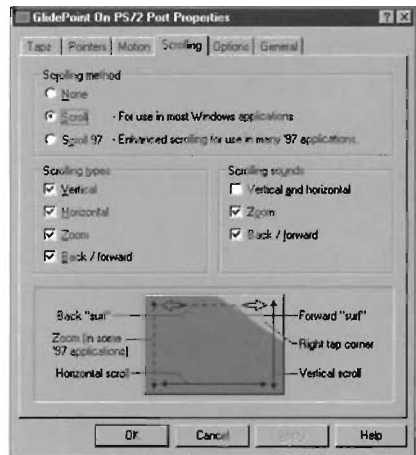 GlidePoint On PS/2 Port Properties
Taps Pointers Motion Scrolling Options General
Scrolling method
None
Scroll - For use in most Windows applications
Scroll 97 - Enhanced scrolling for use in many '97 applications.
Scrolling types
Vertical
Horizontal
Zoom
Back / forward
Scrolling sounds
Vertical and horizontal
Zoom
Back / forward
Back "surf"
Zoom (in some
'97 applications)
Horizontal scroll
Forward "surf"
Right tap corner
Vertical scroll
OK Cancel Apply Help